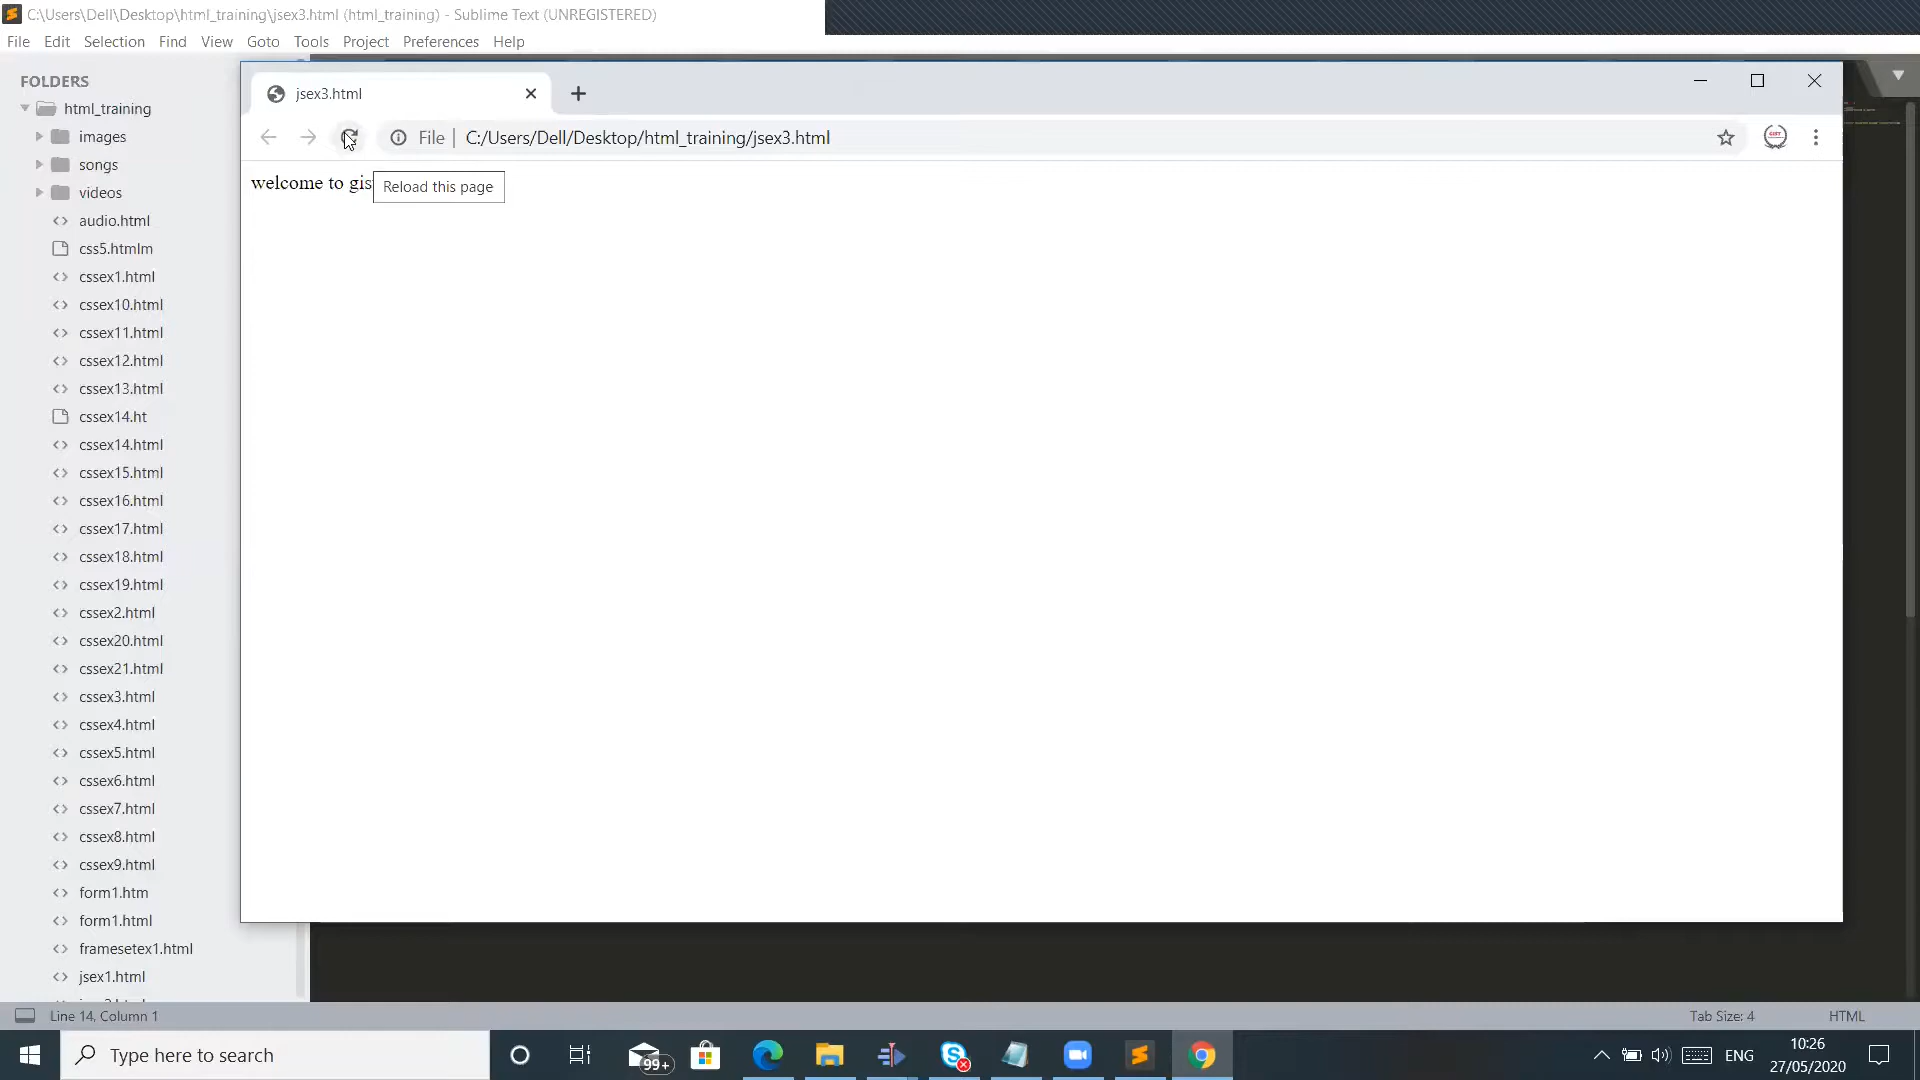 C:\Users\Dell\Desktop\html_training\jsex3.html (html_training) - Sublime Text (UNREGISTERED)
File Edit Selection Find View Goto Tools Project Preferences Help
FOLDERS
html_training
images
songs
videos
audio.html
css5.htmlm
cssex1.html
cssex10.html
cssex11.html
cssex12.html
cssex13.html
cssex14.ht
cssex14.html
cssex15.html
cssex16.html
cssex17.html
cssex18.html
cssex19.html
cssex2.html
cssex20.html
cssex21.html
cssex3.html
cssex4.html
cssex5.html
cssex6.html
cssex7.html
cssex8.html
cssex9.html
form1.htm
form1.html
framesetex1.html
jsex1.html
jsex3.html
File C:/Users/Dell/Desktop/html_training/jsex3.html
welcome to gis
Reload this page
Line 14, Column 1 Tab Size: 4 HTML
Type here to search
99+
ENG
10:26
27/05/2020